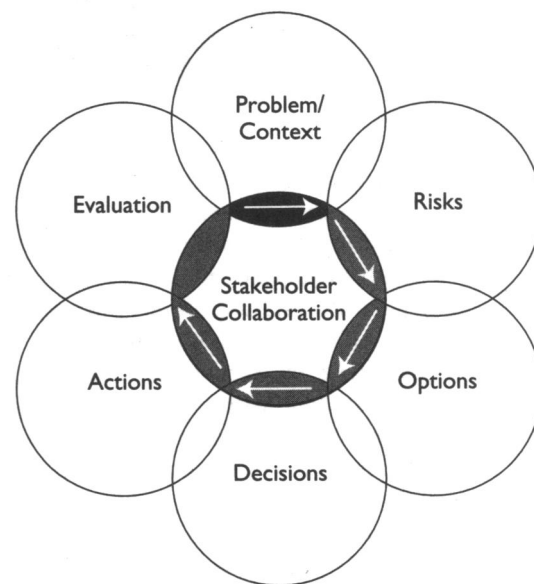 Problem/
Context
Evaluation
Risks
Stakeholder
Collaboration
Actions
Options
Decisions